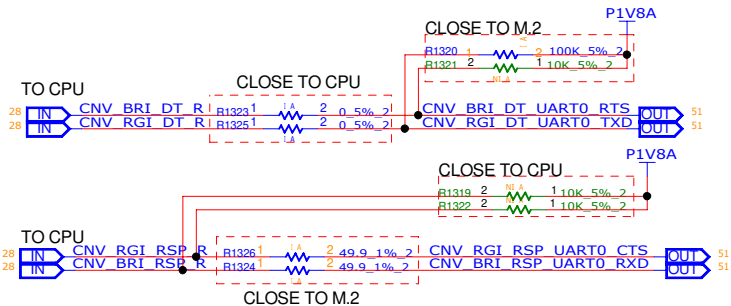 P1V8A
CLOSE TO M.2
I A
R1320 1 2 100K_5%_2
R1321 2 1 10K_5%_2
NI A
TO CPU
CLOSE TO CPU
28 IN CNV_BRI_DT_R R1323 1 I A 2 0_5%_2 CNV_BRI_DT_UART0_RTS OUT 51
28 IN CNV_RGI_DT_R R1325 1 I A 2 0_5%_2 CNV_RGI_DT_UART0_TXD OUT 51
P1V8A
CLOSE TO CPU
R1319 2 NI A 1 10K_5%_2
R1322 2 NI A 1 10K_5%_2
TO CPU
28 IN CNV_RGI_RSP_R R1326 1 I A 2 49.9_1%_2 CNV_RGI_RSP_UART0_CTS OUT 51
28 IN CNV_BRI_RSP_R R1324 1 I A 2 49.9_1%_2 CNV_BRI_RSP_UART0_RXD OUT 51
CLOSE TO M.2